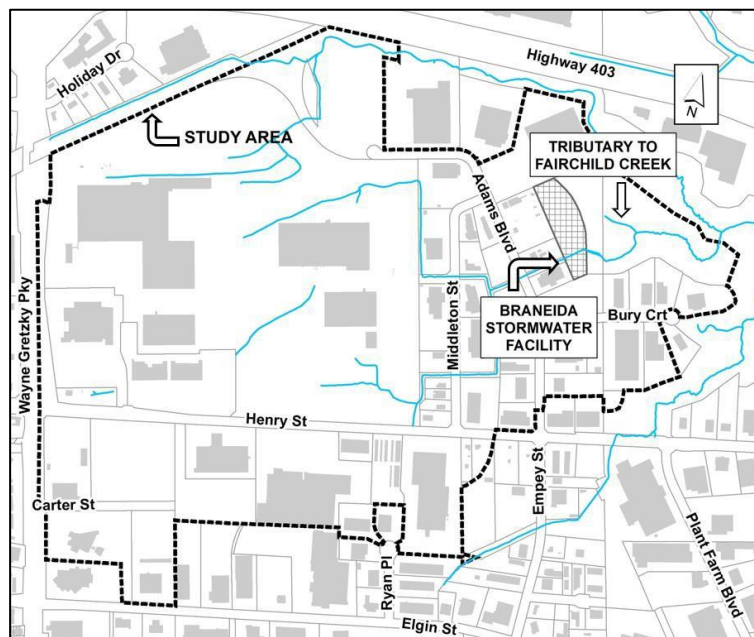 Holiday Dr
Highway 403
N
STUDY AREA
TRIBUTARY TO
FAIRCHILD CREEK
Adams Blvd
Wayne Gretzky Pky
Middleton St
BRANEIDA
STORMWATER
FACILITY
Bury Crt
Henry St
Empey St
Carter St
Plant Farm Blvd
Ryan Pl
Elgin St